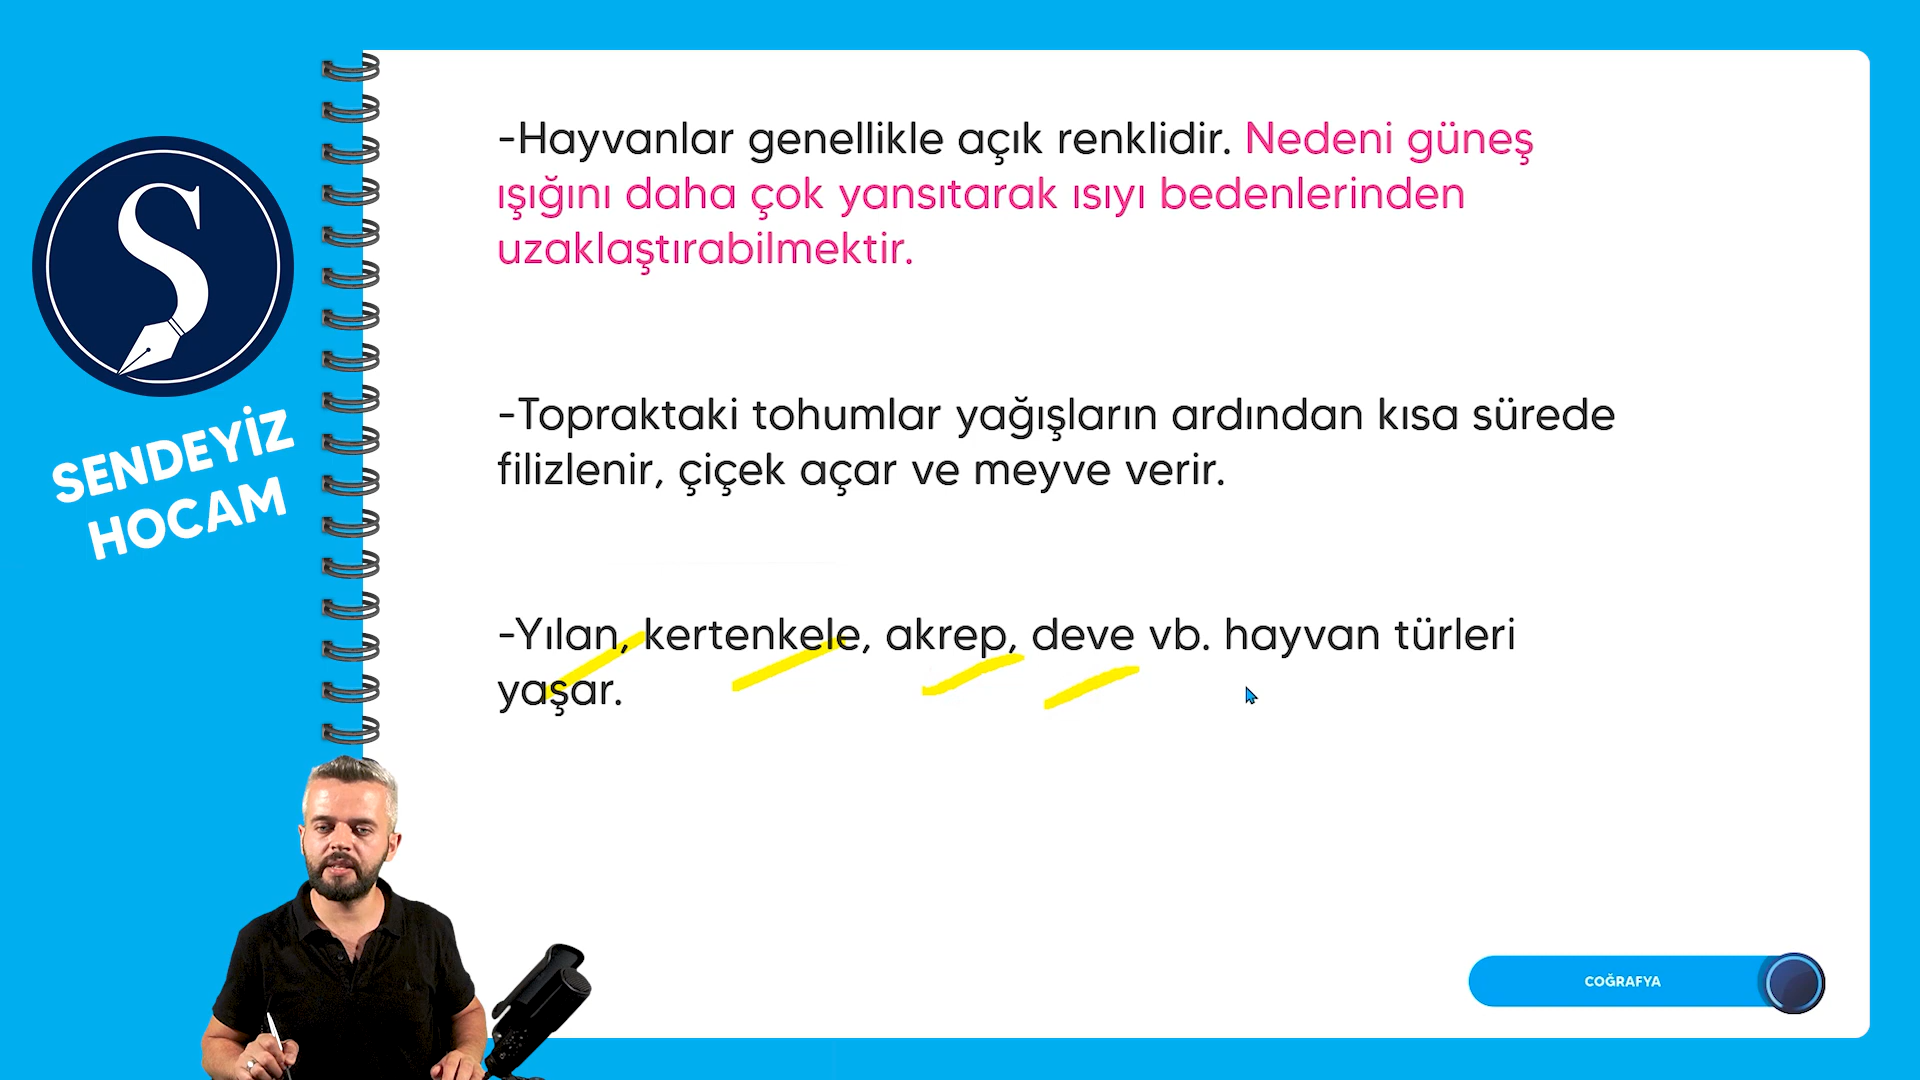 -Hayvanlar genellikle açık renklidir. Nedeni güneş
ışığını daha çok yansıtarak ısıyı bedenlerinden
uzaklaştırabilmektir.
-Topraktaki tohumlar yağışların ardından kısa sürede
filizlenir, çiçek açar ve meyve verir.
-Yılan, kertenkele, akrep, deve vb. hayvan türleri
yaşar.
SENDEYİZ
HOCAM
COĞRAFYA